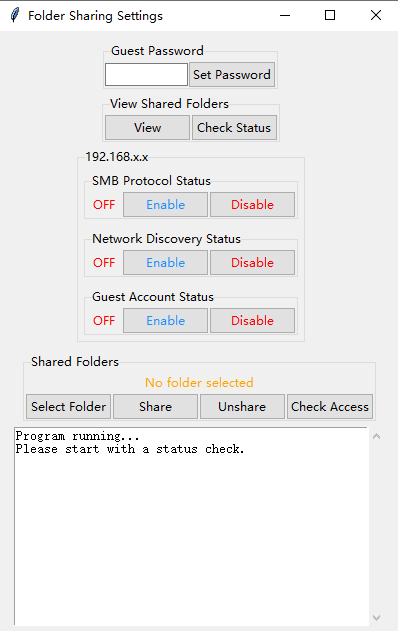 Folder Sharing Settings
Guest Password
Set Password
View Shared Folders
View Check Status
192.168.x.x
SMB Protocol Status
OFF Enable Disable
Network Discovery Status
OFF Enable Disable
Guest Account Status
OFF Enable Disable
Shared Folders
No folder selected
Select Folder Share Unshare Check Access
Program running...
Please start with a status check.